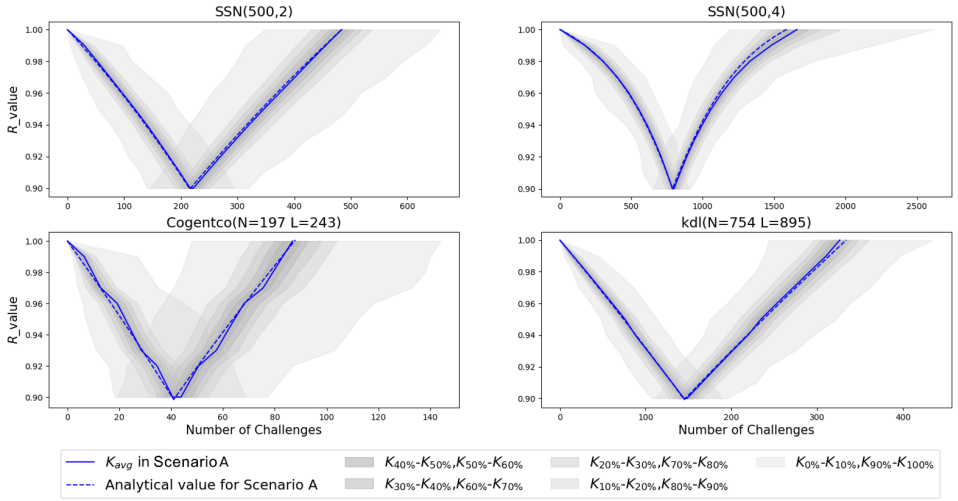 SSN(500,2)
SSN(500,4)
1.00
0.98
0.96
0.94
0.92
0.90
R_value
0 100 200 300 400 500 600
1.00
0.98
0.96
0.94
0.92
0.90
0 500 1000 1500 2000 2500
Cogentco(N=197 L=243)
kdl(N=754 L=895)
1.00
0.98
0.96
0.94
0.92
0.90
R_value
0 20 40 60 80 100 120 140
Number of Challenges
1.00
0.98
0.96
0.94
0.92
0.90
0 100 200 300 400
Number of Challenges
K_avg in Scenario A
Analytical value for Scenario A
K40%-K50%,K50%-K60%
K30%-K40%,K60%-K70%
K20%-K30%,K70%-K80%
K10%-K20%,K80%-K90%
K0%-K10%,K90%-K100%